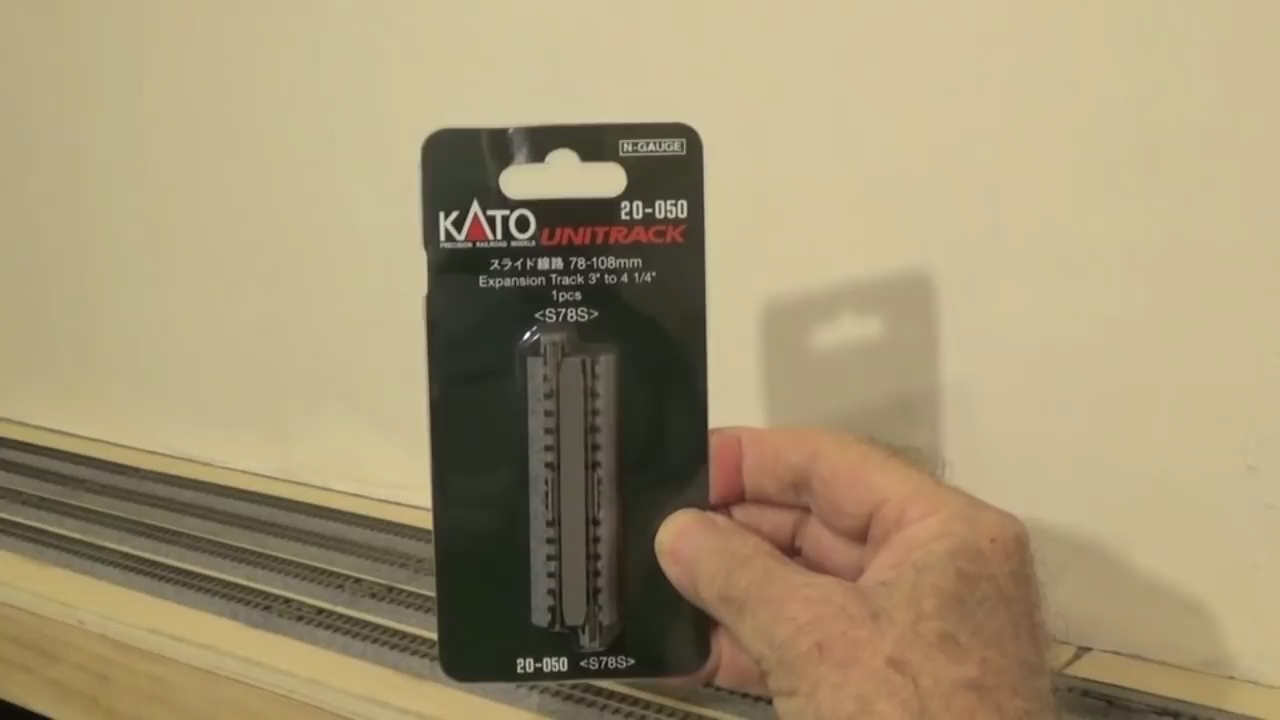 N-GAUGE
20-050
KATO
PRECISION RAILROAD MODELS
UNITRACK
スライド線路 78-108mm
Expansion Track 3" to 4 1/4"
1pcs
<S78S>
20-050 <S78S>